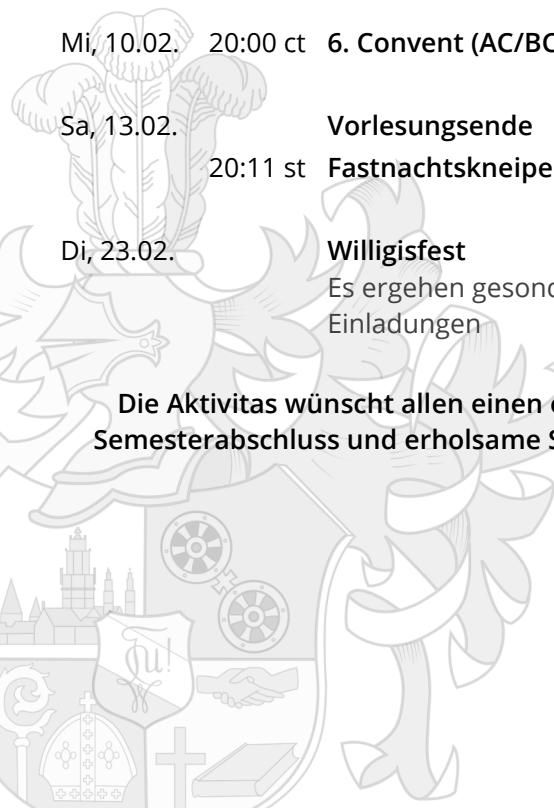 Mi, 10.02. 20:00 ct 6. Convent (AC/BC
Sa, 13.02. Vorlesungsende
20:11 st Fastnachtskneipe
Di, 23.02. Willigisfest
Es ergehen gesond
Einladungen
Die Aktivitas wünscht allen einen
Semesterabschluss und erholsame S